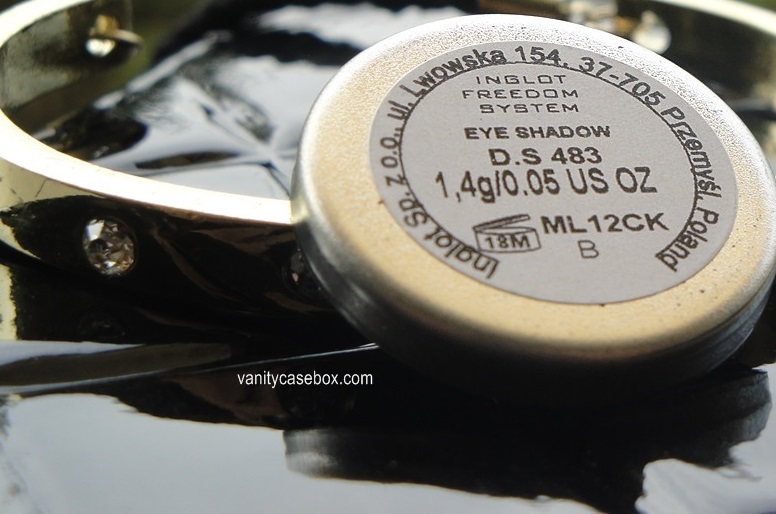 Inglot Sp. z o.o., ul. Lwowska 154, 37-705 Przemyśl, Poland
INGLOT
FREEDOM
SYSTEM
EYE SHADOW
D.S 483
1,4g/0.05 US OZ
18M
ML12CK
B
vanitycasebox.com